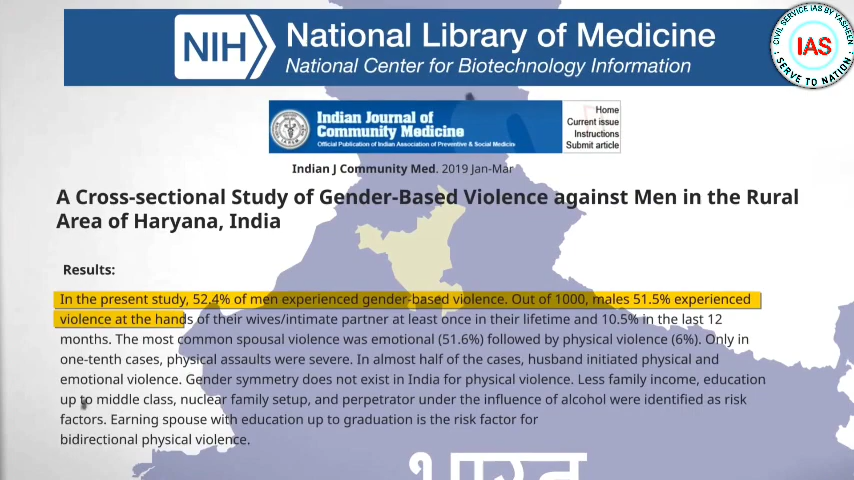 NIH
National Library of Medicine
National Center for Biotechnology Information
CIVIL SERVICE IAS BY YASHEEN
IAS
SERVE TO NATION
Indian Journal of
Community Medicine
Official Publication of Indian Association of Preventive & Social Medicin
Home
Current issue
Instructions
Submit article
Indian J Community Med. 2019 Jan-Mar
A Cross-sectional Study of Gender-Based Violence against Men in the Rural
Area of Haryana, India
Results:
In the present study, 52.4% of men experienced gender-based violence. Out of 1000, males 51.5% experienced
violence at the hands of their wives/intimate partner at least once in their lifetime and 10.5% in the last 12
months. The most common spousal violence was emotional (51.6%) followed by physical violence (6%). Only in
one-tenth cases, physical assaults were severe. In almost half of the cases, husband initiated physical and
emotional violence. Gender symmetry does not exist in India for physical violence. Less family income, education
up to middle class, nuclear family setup, and perpetrator under the influence of alcohol were identified as risk
factors. Earning spouse with education up to graduation is the risk factor for
bidirectional physical violence.
भारत